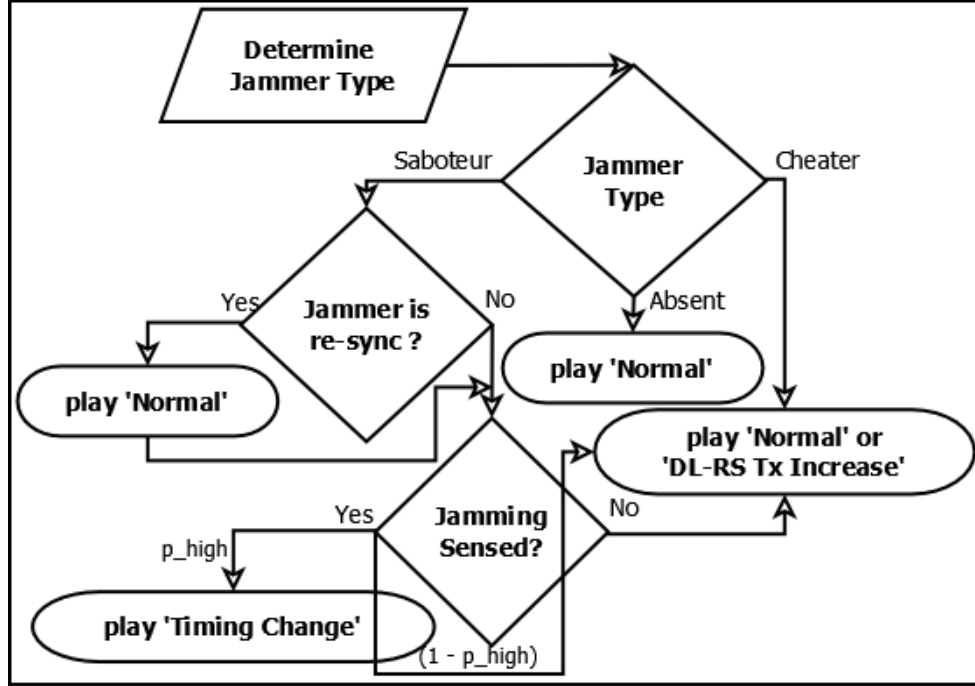 Determine
Jammer Type
Saboteur
Jammer
Type
Cheater
Yes
Jammer is
re-sync ?
No
Absent
play 'Normal'
play 'Normal'
play 'Normal' or
'DL-RS Tx Increase'
Yes
Jamming
Sensed?
No
p_high
play 'Timing Change'
(1 - p_high)